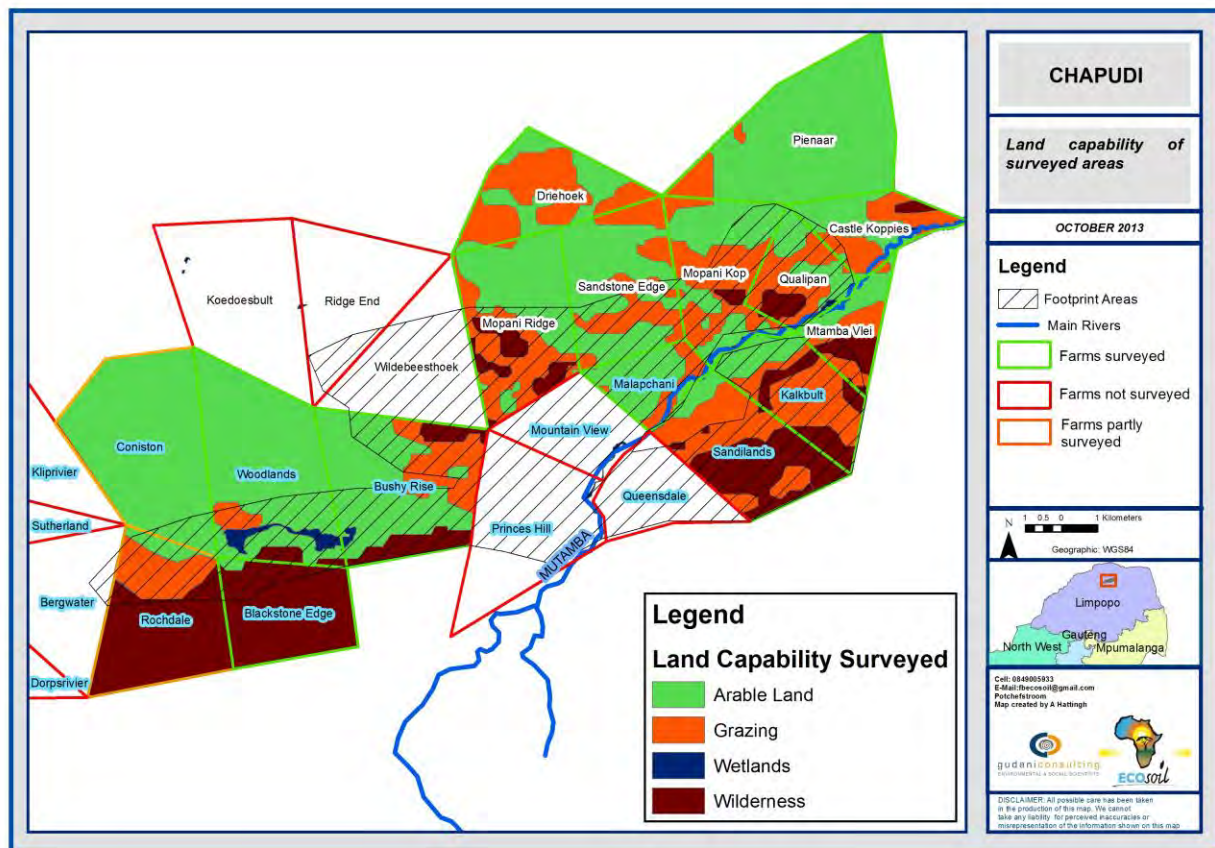 Pienaar
Driehoek
Castle Koppies
Koedoesbult
Ridge End
Sandstone Edge
Mopani Kop
Qualipan
Mopani Ridge
Mtamba Vlei
Wildebeesthoek
Malapchani
Kalkbult
Mountain View
Coniston
Sandilands
Kliprivier
Woodlands
Bushy Rise
Queensdale
Sutherland
Princes Hill
MUTAMBA
Bergwater
Rochdale
Blackstone Edge
Dorpsrivier
Legend
Land Capability Surveyed
Arable Land
Grazing
Wetlands
Wilderness
CHAPUDI
Land capability of
surveyed areas
OCTOBER 2013
Legend
Footprint Areas
Main Rivers
Farms surveyed
Farms not surveyed
Farms partly
surveyed
N
1 0.5 0 1 Kilometers
Geographic: WGS84
Limpopo
Gauteng
North West
Mpumalanga
Cell: 0849005933
E-Mail:fbecosoil@gmail.com
Potchefstroom
Map created by A Hattingh
gudaniconsulting
ENVIRONMENTAL & SOCIAL SCIENTISTS
ECOsoil
DISCLAIMER: All possible care has been taken
in the production of this map. We cannot
take any liability for perceived inaccuracies or
misrepresentation of the information shown on this map